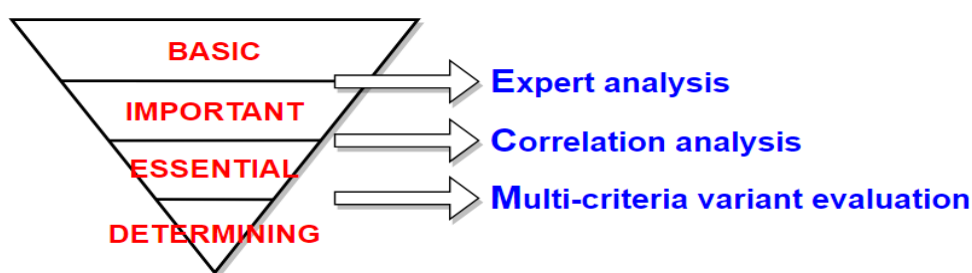 BASIC
Expert analysis
IMPORTANT
Correlation analysis
ESSENTIAL
Multi-criteria variant evaluation
DETERMINING